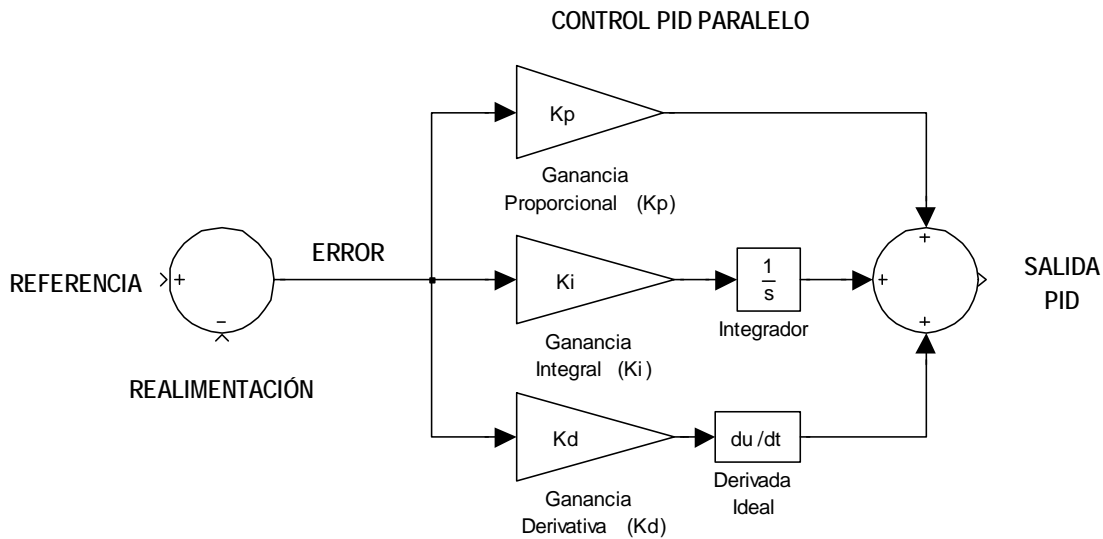 CONTROL PID PARALELO
Kp
Ganancia
Proporcional (Kp)
+
REFERENCIA
+
−
ERROR
REALIMENTACIÓN
Ki
Ganancia
Integral (Ki)
1
s
Integrador
+
SALIDA
PID
+
Kd
Ganancia
Derivativa (Kd)
du/dt
Derivada
Ideal